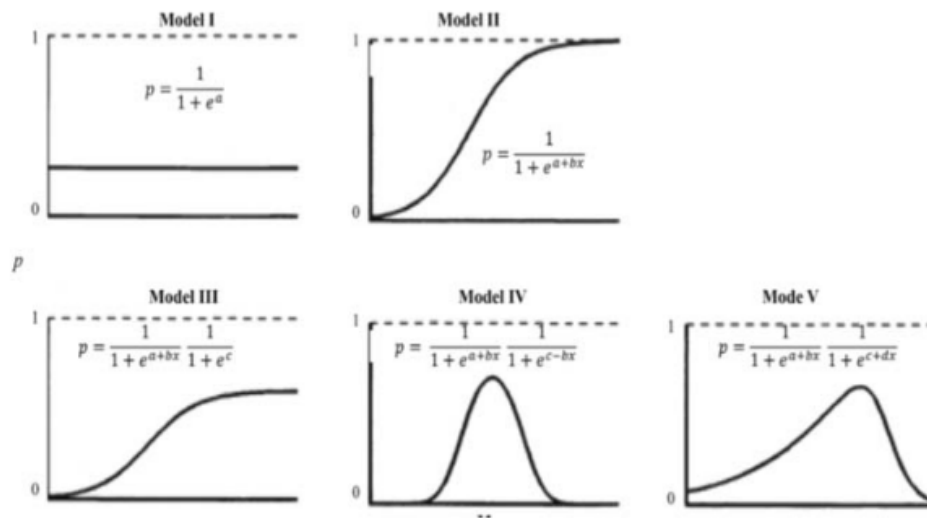 Model I
Model II
1
p = 1/(1 + e^a)
0
1
p = 1/(1 + e^{a+bx})
0
p
Model III
Model IV
Mode V
1
p = 1/(1 + e^{a+bx}) 1/(1 + e^c)
0
1
p = 1/(1 + e^{a+bx}) 1/(1 + e^{c−bx})
0
1
p = 1/(1 + e^{a+bx}) 1/(1 + e^{c+dx})
0